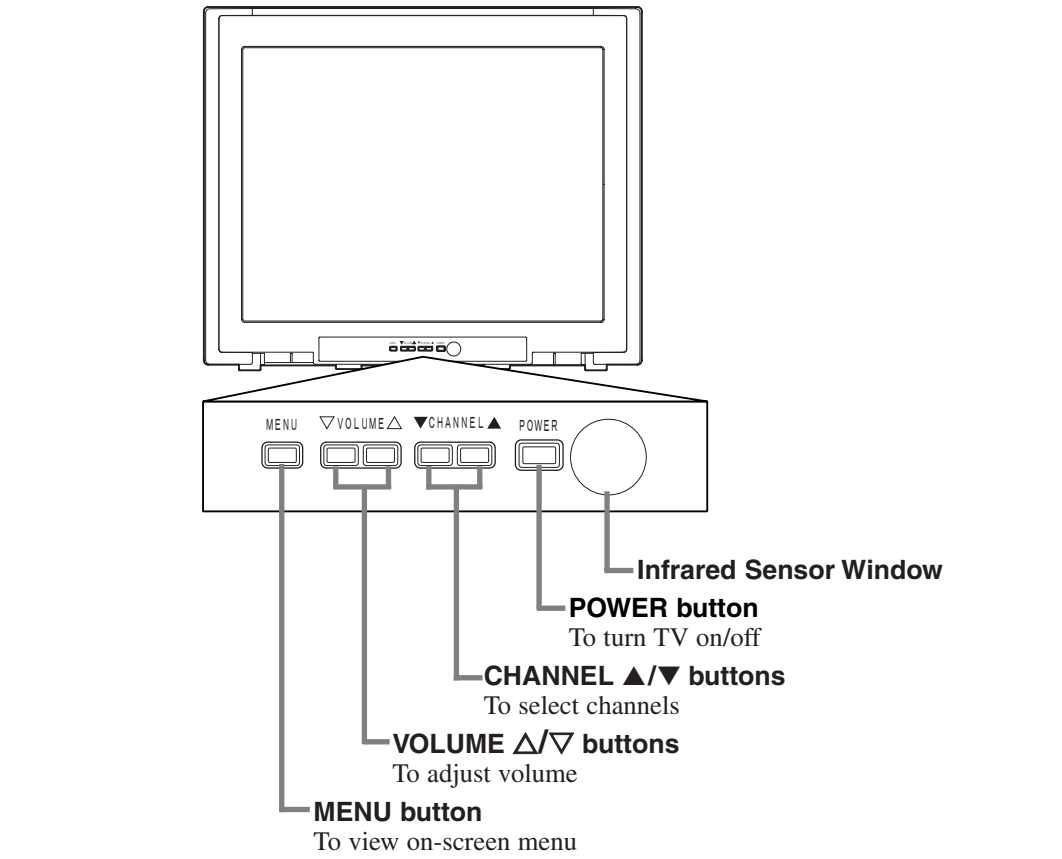 MENU ▽VOLUME△ ▼CHANNEL▲ POWER
Infrared Sensor Window
POWER button
To turn TV on/off
CHANNEL ▲/▼ buttons
To select channels
VOLUME △/▽ buttons
To adjust volume
MENU button
To view on-screen menu